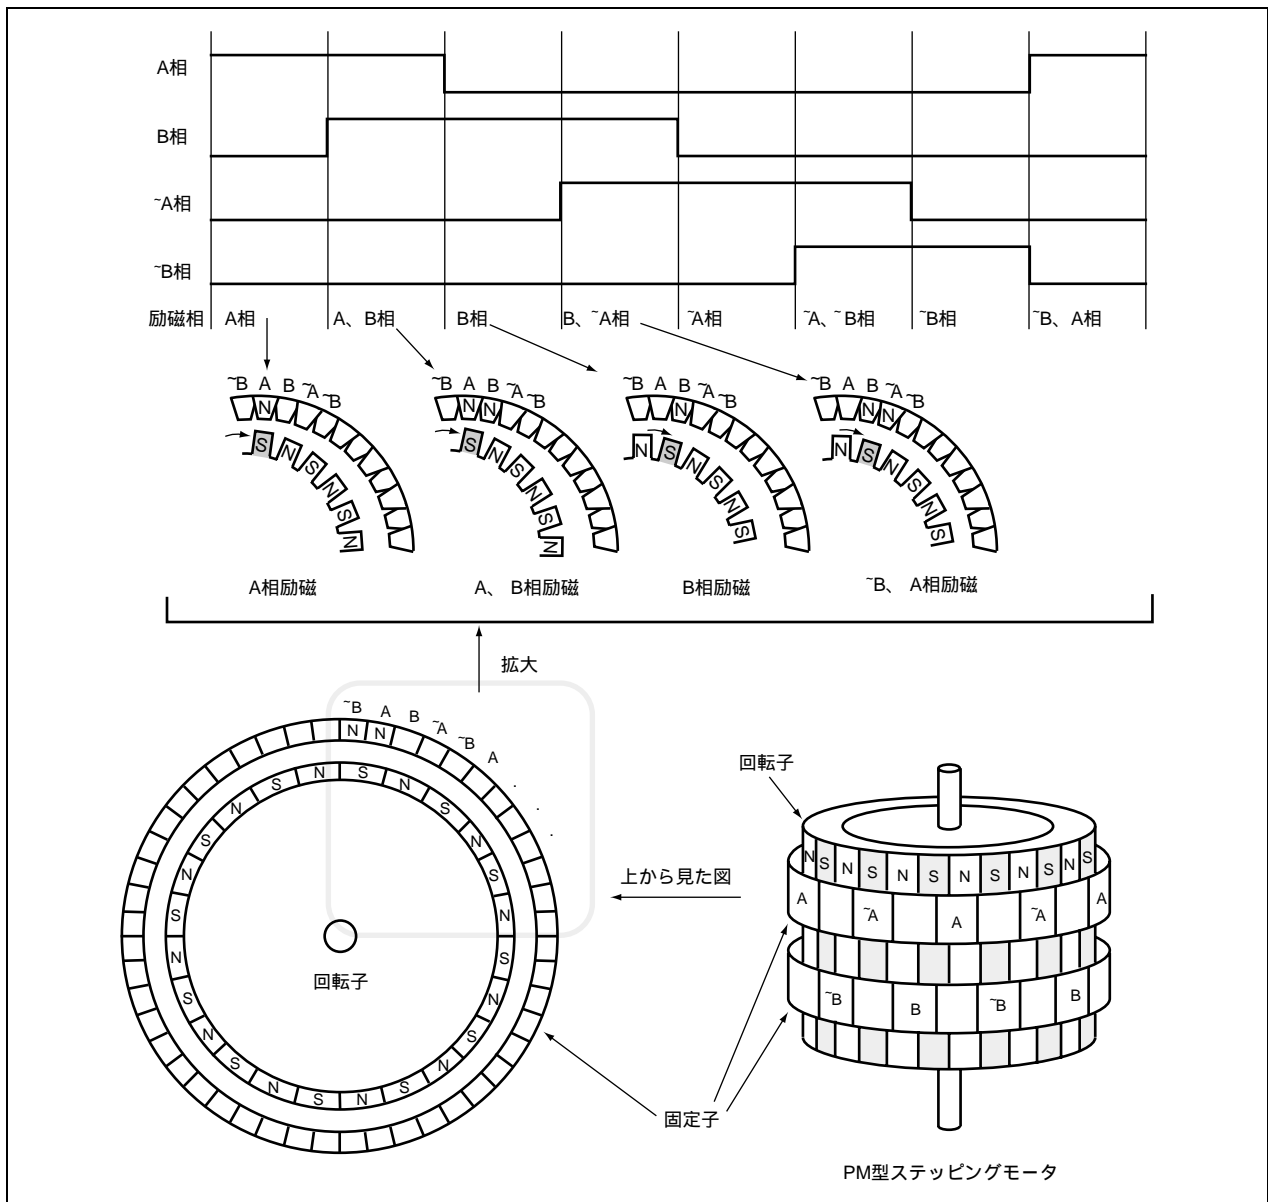 A相
B相
~A相
~B相
励磁相 A相 A、B相 B相 B、~A相 ~A相 ~A、~B相 ~B相 ~B、A相
~B A B ~A ~B
N
S N S N S N
~B A B ~A ~B
N N
S N S N S N
~B A B ~A ~B
N
N S N S N S
~B A B ~A ~B
N N
N S N S N S
A相励磁
A、 B相励磁
B相励磁
~B、 A相励磁
拡大
~B A B ~A ~B A . . .
N N
S N S N S N S N S N S N S N S N S N S N S N S N
回転子
上から見た図
回転子
N S N S N S N S N S N S
A ~A A ~A A
~B B ~B B
固定子
PM型ステッピングモータ